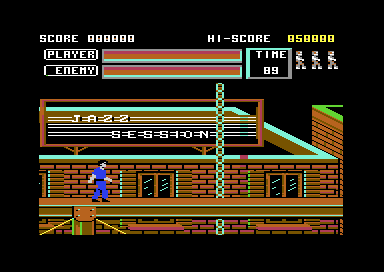 SCORE 000000 HI-SCORE 050000
PLAYER TIME
ENEMY 89
JAZZ
SESSION